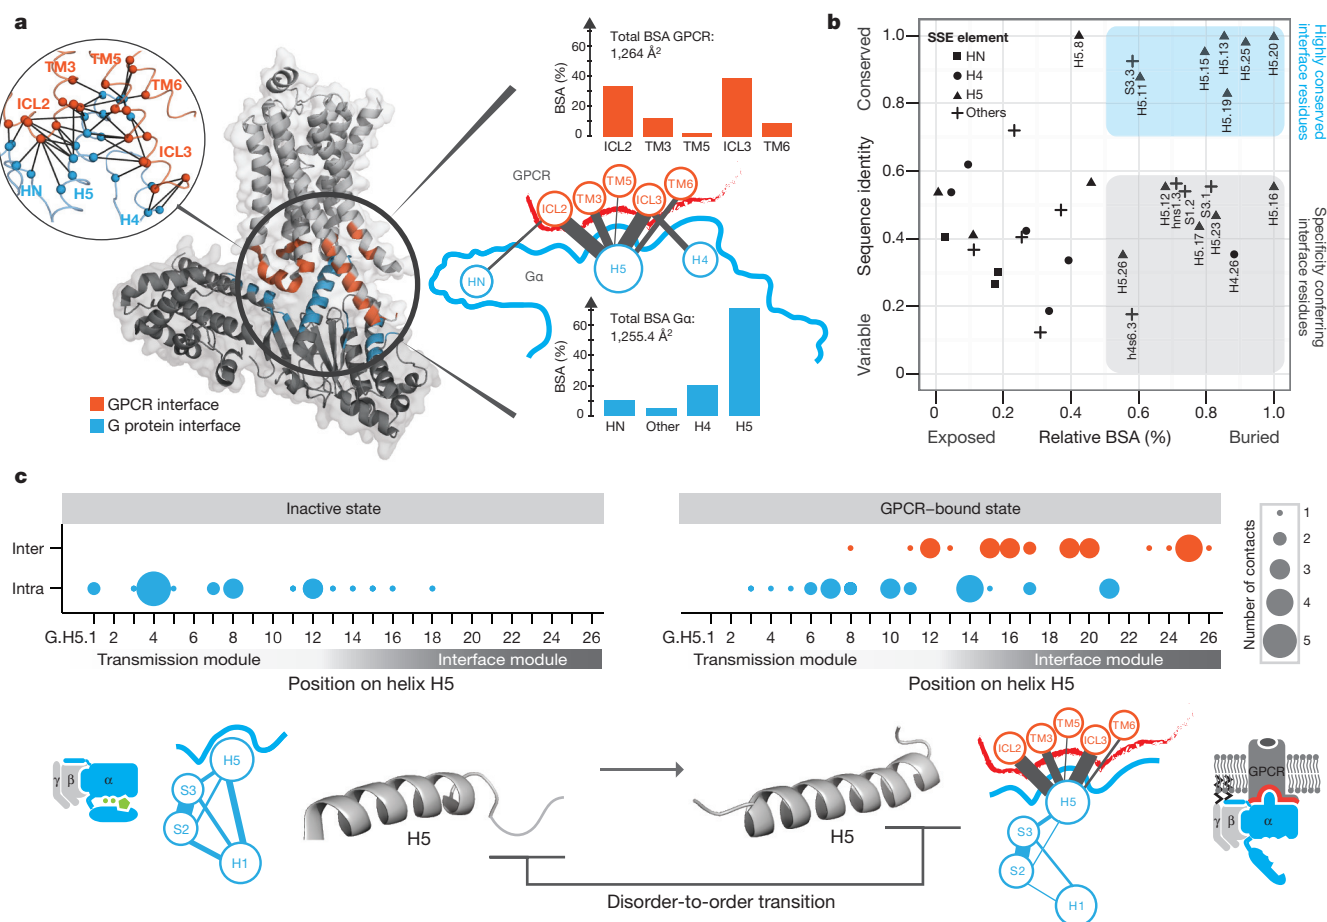 a
TM3
TM5
TM6
ICL2
ICL3
HN
H5
H4
GPCR interface
G protein interface
Total BSA GPCR:
1,264 Å2
BSA (%)
60
40
20
0
ICL2 TM3 TM5 ICL3 TM6
GPCR
ICL2
TM3
TM5
ICL3
TM6
HN
Gα
H5
H4
Total BSA Gα:
1,255.4 Å2
BSA (%)
60
40
20
0
HN Other H4 H5
b
Conserved
Sequence identity
Variable
1.0
0.8
0.6
0.4
0.2
0
SSE element
HN
H4
H5
Others
H5.8
S3.3
H5.11
H5.15
H5.13
H5.25
H5.20
H5.19
H5.12
hns1.3
S1.2
S3.1
H5.17
H5.23
H5.16
H5.26
H4.26
h4s6.3
Highly conserved
interface residues
Specificity conferring
interface residues
0 0.2 0.4 0.6 0.8 1.0
Exposed Relative BSA (%) Buried
c
Inactive state
GPCR–bound state
Inter
Intra
G.H5.1 2 4 6 8 10 12 14 16 18 20 22 24 26
Transmission module Interface module
Position on helix H5
G.H5.1 2 4 6 8 10 12 14 16 18 20 22 24 26
Transmission module Interface module
Position on helix H5
Number of contacts
1
2
3
4
5
γ β α
H5
S3
S2
H1
H5
H5
Disorder-to-order transition
ICL2
TM3
TM5
ICL3
TM6
H5
S3
S2
H1
GPCR
γ β α